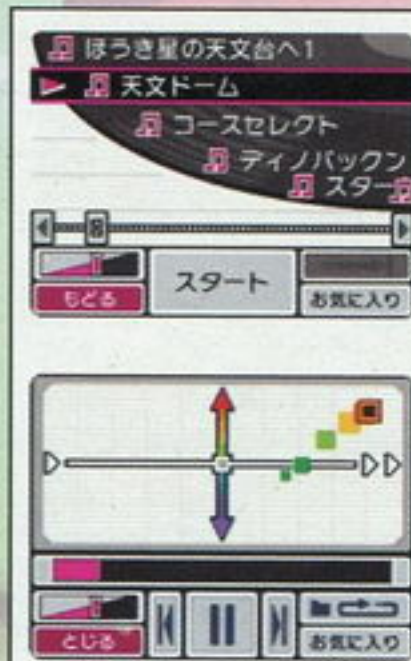 ほうき星の天文台へ1
天文ドーム
コースセレクト
ディノパックン
スター
もどる
スタート
お気に入り
とじる
お気に入り